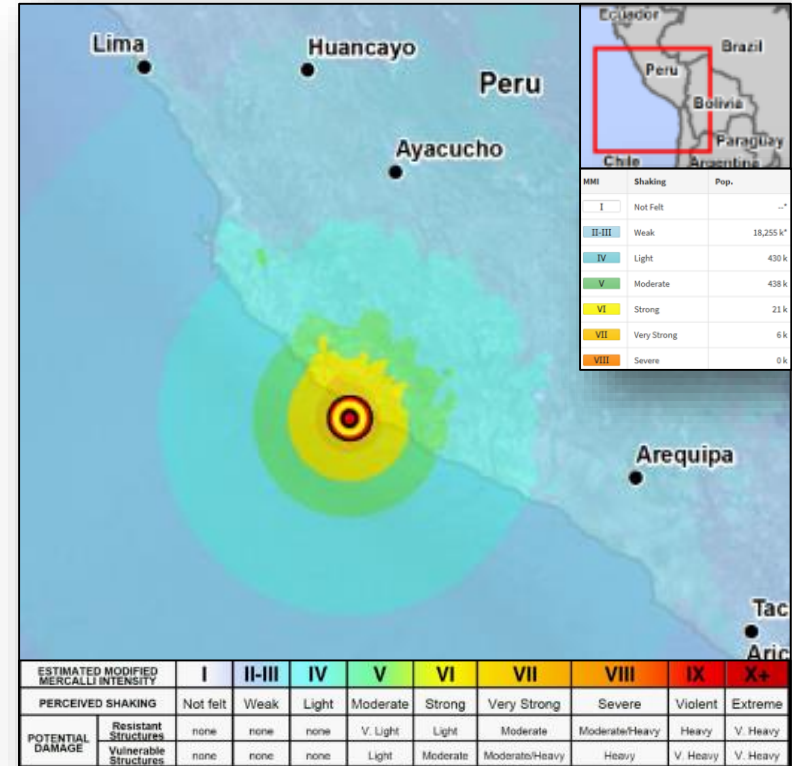 Lima
Huancayo
Peru
Ayacucho
Arequipa
Tac
Aric
Ecuador
Brazil
Peru
Bolivia
Paraguay
Chile
Argentina
MMI Shaking Pop.
I Not Felt --*
II-III Weak 18,255 k*
IV Light 430 k
V Moderate 438 k
VI Strong 21 k
VII Very Strong 6 k
VIII Severe 0 k
ESTIMATED MODIFIED MERCALLI INTENSITY I II-III IV V VI VII VIII IX X+
PERCEIVED SHAKING Not felt Weak Light Moderate Strong Very Strong Severe Violent Extreme
POTENTIAL DAMAGE
Resistant Structures none none none V. Light Light Moderate Moderate/Heavy Heavy V. Heavy
Vulnerable Structures none none none Light Moderate Moderate/Heavy Heavy V. Heavy V. Heavy